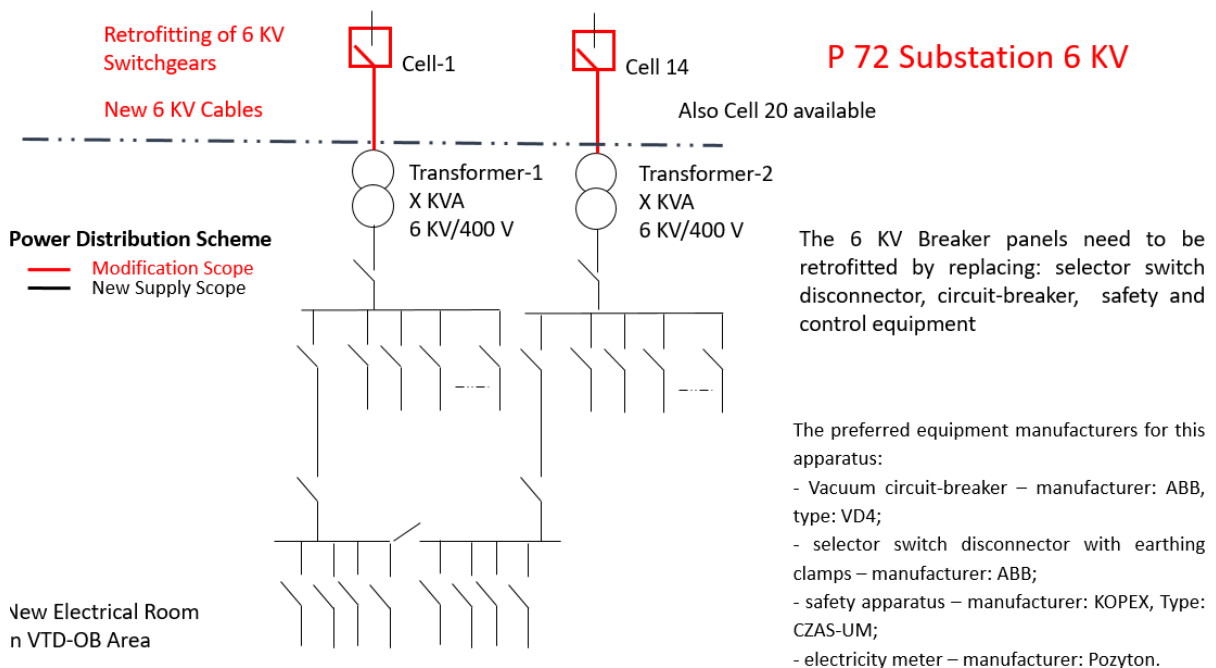 Retrofitting of 6 KV
Switchgears
Cell-1
Cell 14
P 72 Substation 6 KV
New 6 KV Cables
Also Cell 20 available
Transformer-1
X KVA
6 KV/400 V
Transformer-2
X KVA
6 KV/400 V
Power Distribution Scheme
Modification Scope
New Supply Scope
The 6 KV Breaker panels need to be
retrofitted by replacing: selector switch
disconnector, circuit-breaker, safety and
control equipment
The preferred equipment manufacturers for this
apparatus:
- Vacuum circuit-breaker – manufacturer: ABB,
type: VD4;
- selector switch disconnector with earthing
clamps – manufacturer: ABB;
- safety apparatus – manufacturer: KOPEX, Type:
CZAS-UM;
- electricity meter – manufacturer: Pozyton.
New Electrical Room
n VTD-OB Area